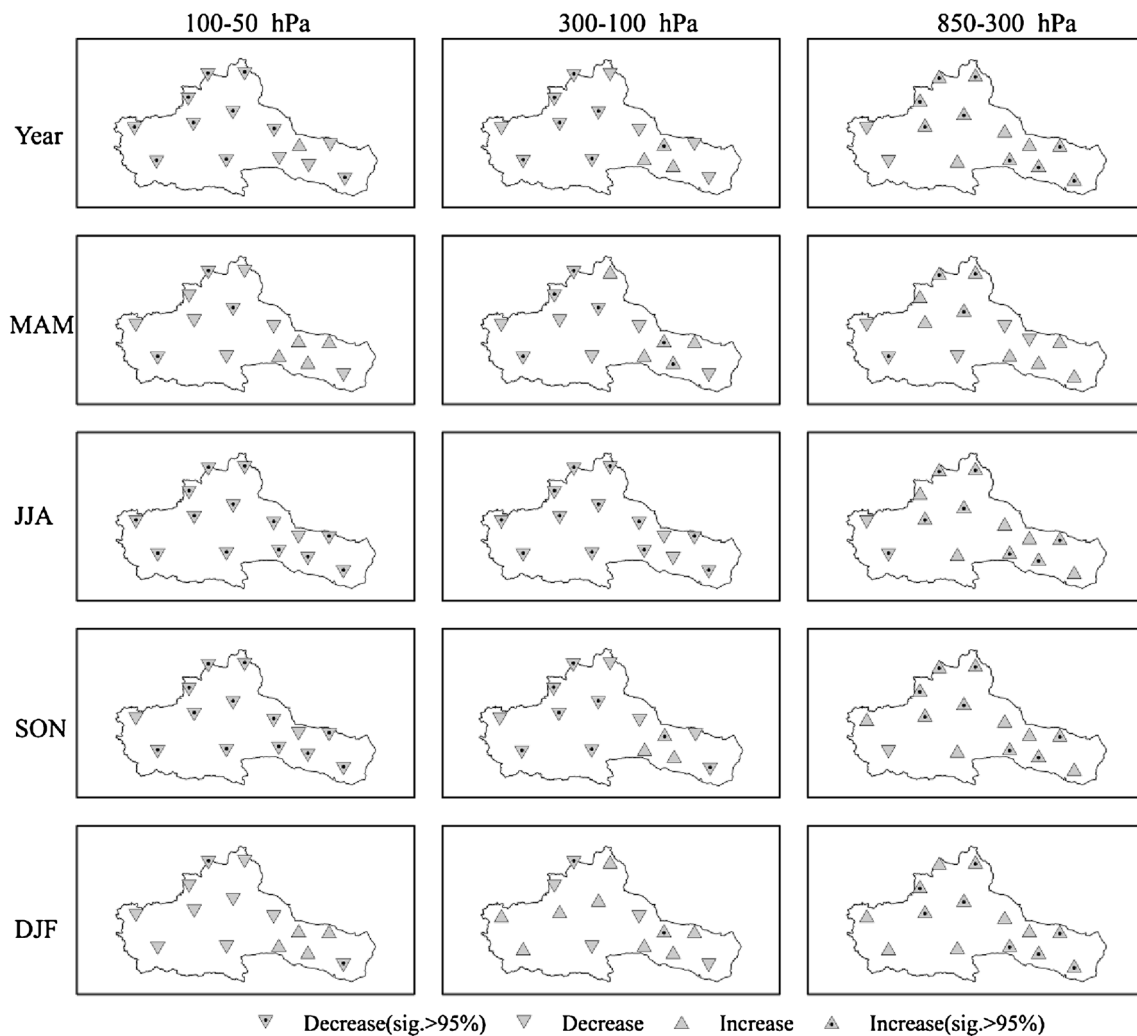 100-50 hPa 300-100 hPa 850-300 hPa
Year
MAM
JJA
SON
DJF
Decrease(sig.>95%) Decrease Increase Increase(sig.>95%)